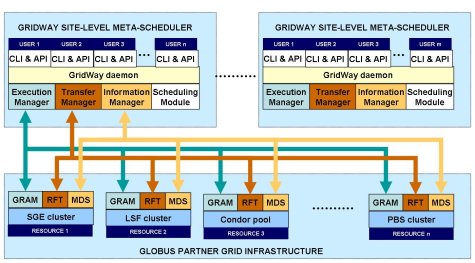 GRIDWAY SITE-LEVEL META-SCHEDULER
USER 1 USER 2 USER 3 USER n
CLI & API CLI & API CLI & API ... CLI & API
GridWay daemon
Execution Manager
Transfer Manager
Information Manager
Scheduling Module
GRIDWAY SITE-LEVEL META-SCHEDULER
USER 1 USER 2 USER 3 USER m
CLI & API CLI & API CLI & API ... CLI & API
GridWay daemon
Execution Manager
Transfer Manager
Information Manager
Scheduling Module
GRAM RFT MDS
SGE cluster
RESOURCE 1
GRAM RFT MDS
LSF cluster
RESOURCE 2
GRAM RFT MDS
Condor pool
RESOURCE 3
GRAM RFT MDS
PBS cluster
RESOURCE n
GLOBUS PARTNER GRID INFRASTRUCTURE